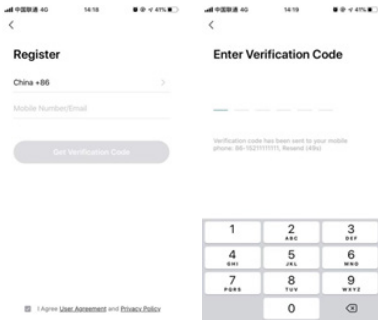 中国联通 4G
14:18
41%
Register
China +86
Mobile Number/Email
Get Verification Code
I Agree User Agreement and Privacy Policy
中国联通 4G
14:19
41%
Enter Verification Code
Verification code has been sent to your mobile
phone: 86-15211111111, Resend (49s)
1
2
ABC
3
DEF
4
GHI
5
JKL
6
MNO
7
PQRS
8
TUV
9
WXYZ
0